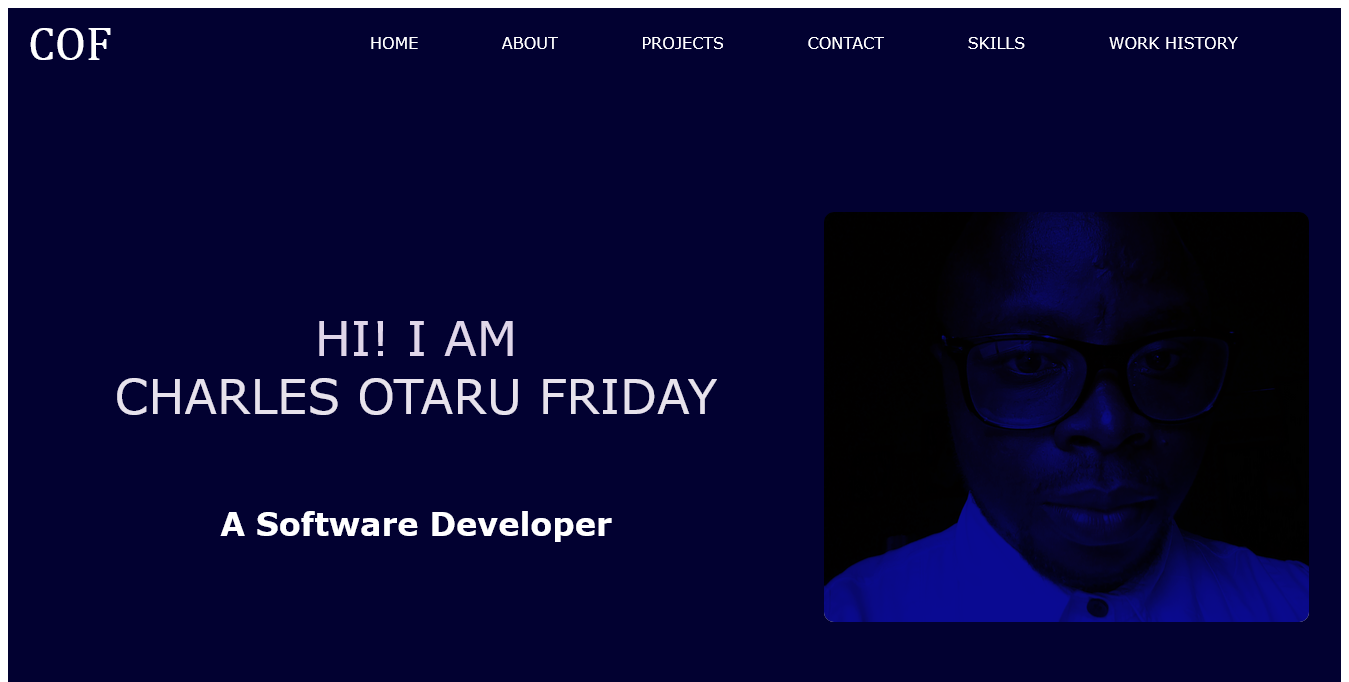 COF
HOME ABOUT PROJECTS CONTACT SKILLS WORK HISTORY
HI! I AM
CHARLES OTARU FRIDAY
A Software Developer